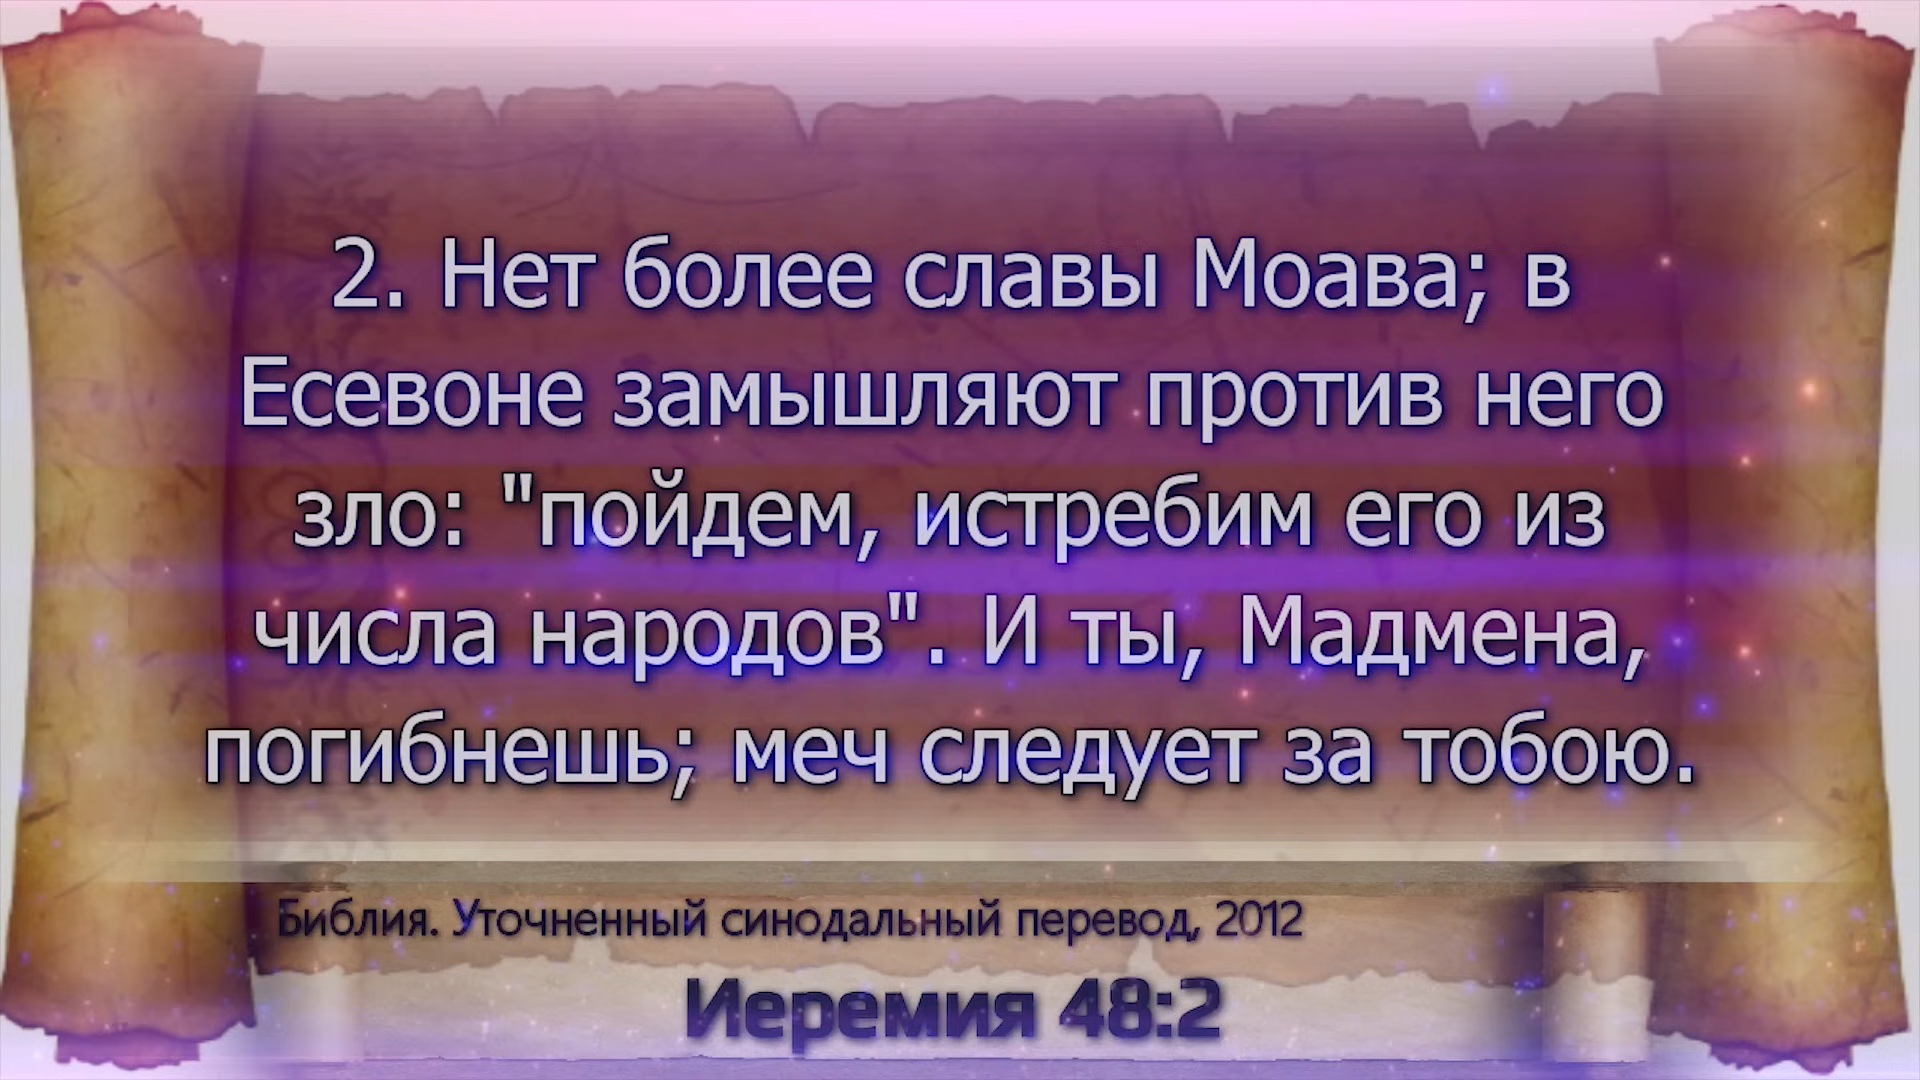 2. Нет более славы Моава; в
Есевоне замышляют против него
зло: "пойдем, истребим его из
числа народов". И ты, Мадмена,
погибнешь; меч следует за тобою.
Библия. Уточненный синодальный перевод, 2012
Иеремия 48:2